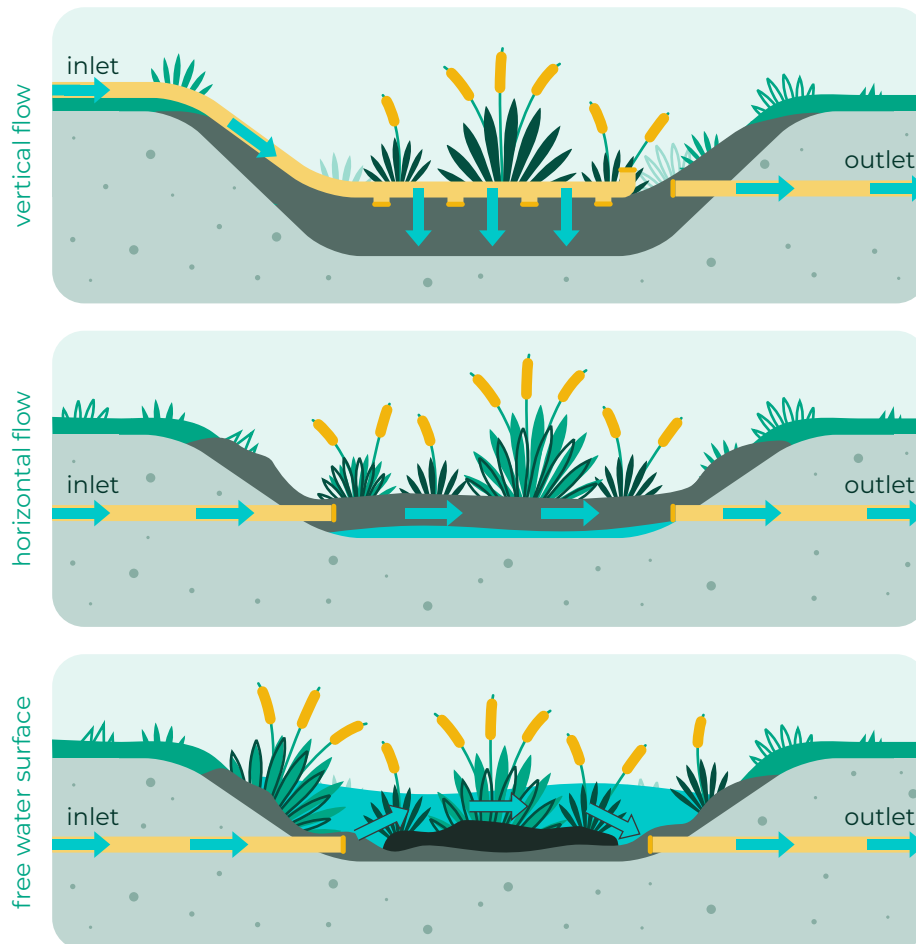 vertical flow
inlet
outlet
horizontal flow
inlet
outlet
free water surface
inlet
outlet